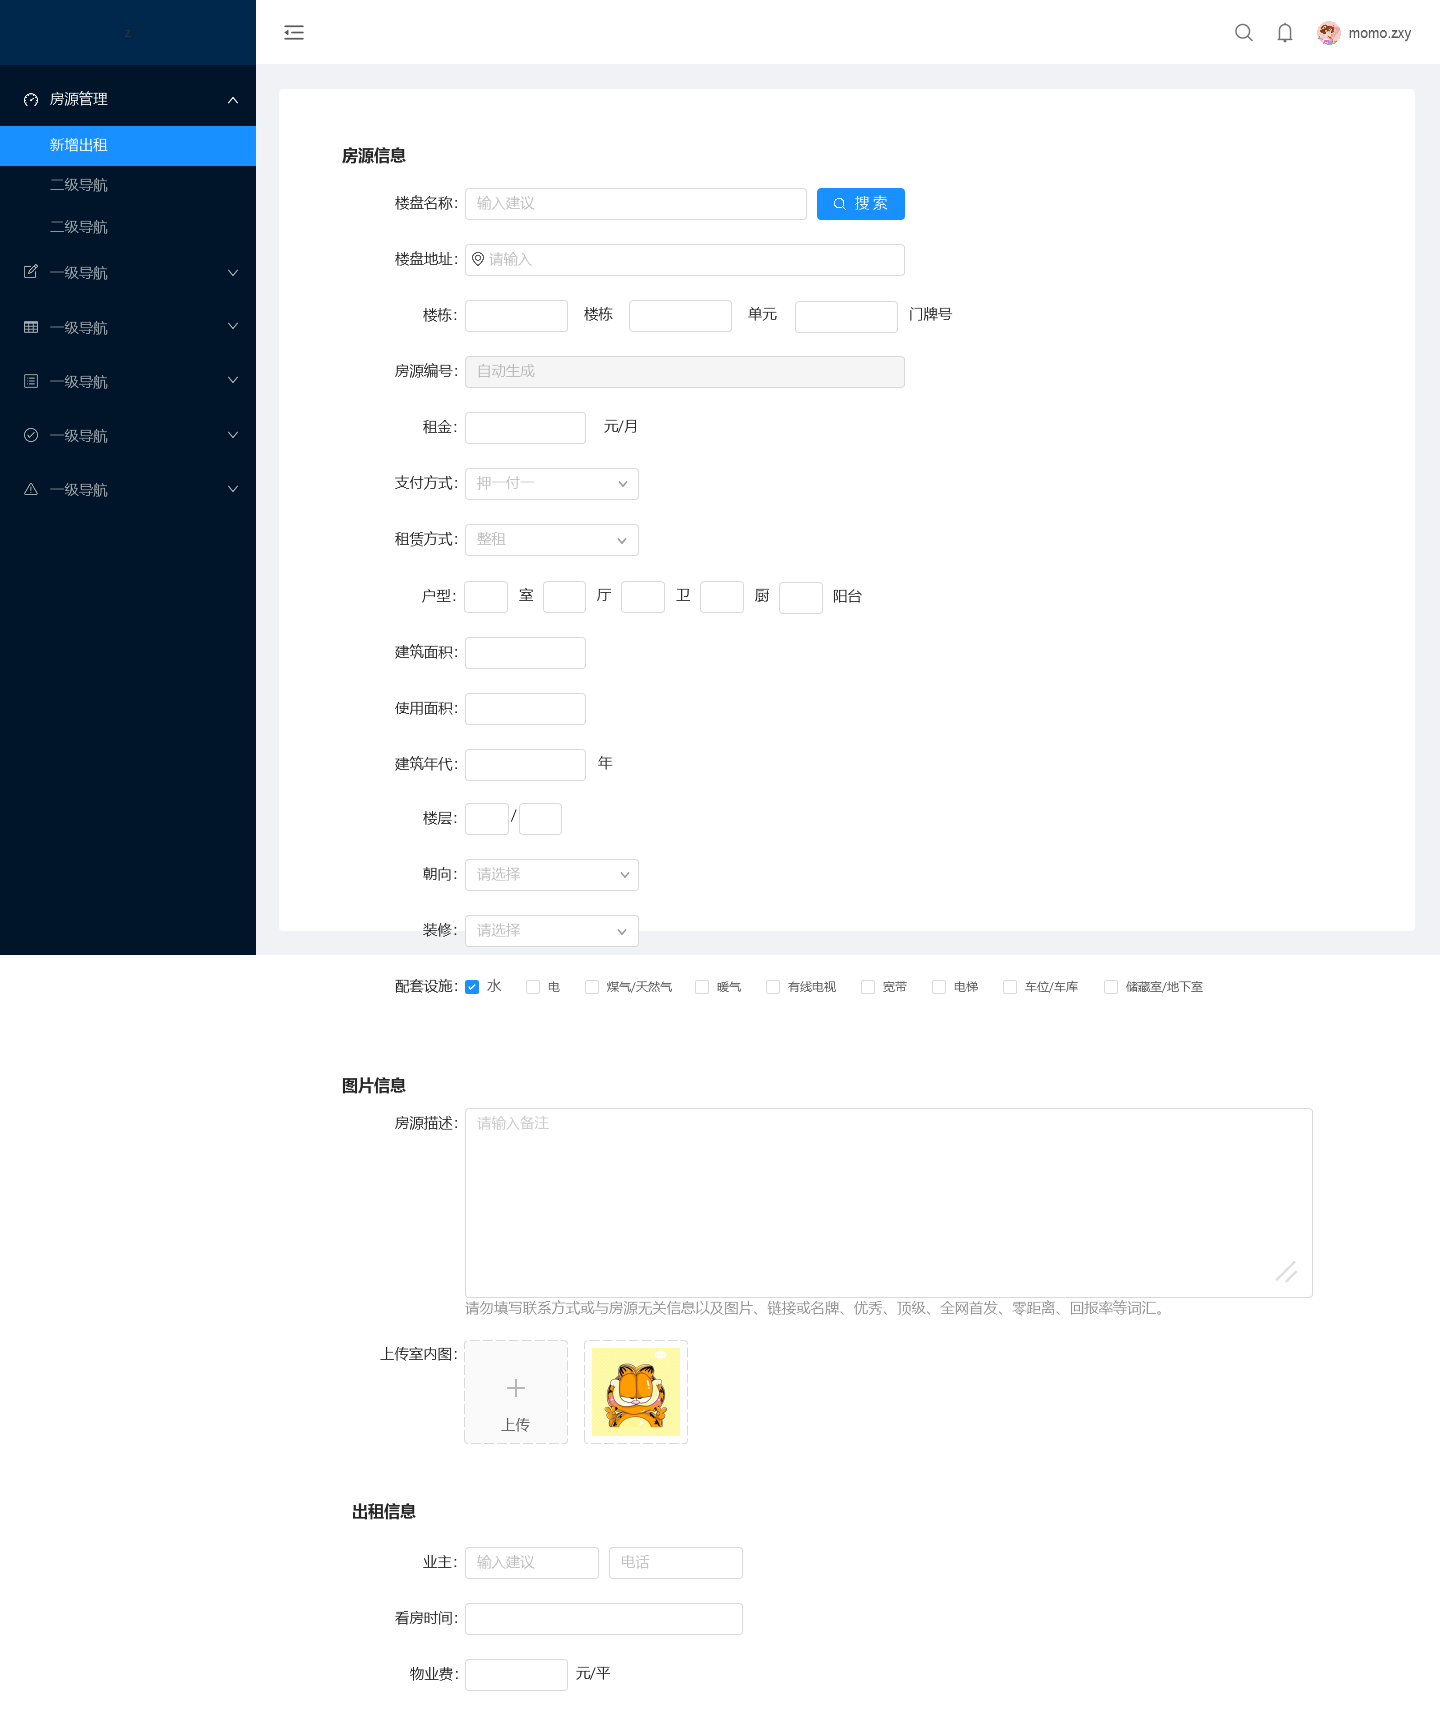 z
momo.zxy
房源管理
新增出租
二级导航
二级导航
一级导航
一级导航
一级导航
一级导航
一级导航
房源信息
楼盘名称： 输入建议 搜 索
楼盘地址： 请输入
楼栋： 楼栋 单元 门牌号
房源编号： 自动生成
租金： 元/月
支付方式： 押一付一
租赁方式： 整租
户型： 室 厅 卫 厨 阳台
建筑面积：
使用面积：
建筑年代： 年
楼层： /
朝向： 请选择
装修： 请选择
配套设施： 水 电 煤气/天然气 暖气 有线电视 宽带 电梯 车位/车库 储藏室/地下室
图片信息
房源描述： 请输入备注
请勿填写联系方式或与房源无关信息以及图片、链接或名牌、优秀、顶级、全网首发、零距离、回报率等词汇。
上传室内图：
上传
出租信息
业主： 输入建议 电话
看房时间：
物业费： 元/平